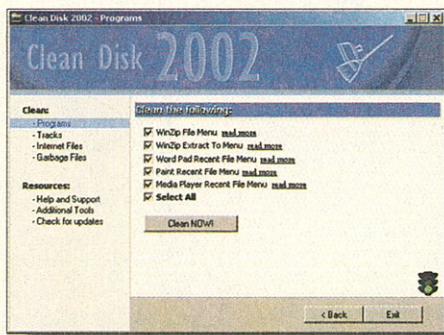 Clean Disk 2002 - Programs
Clean Disk 2002
Clean:
- Programs
- Tracks
- Internet Files
- Garbage Files
Resources:
- Help and Support
- Additional Tools
- Check for updates
Clean the following:
WinZip File Menu read more
WinZip Extract To Menu read more
Word Pad Recent File Menu read more
Paint Recent File Menu read more
Media Player Recent File Menu read more
Select All
Clean NOW!
< Back
Exit